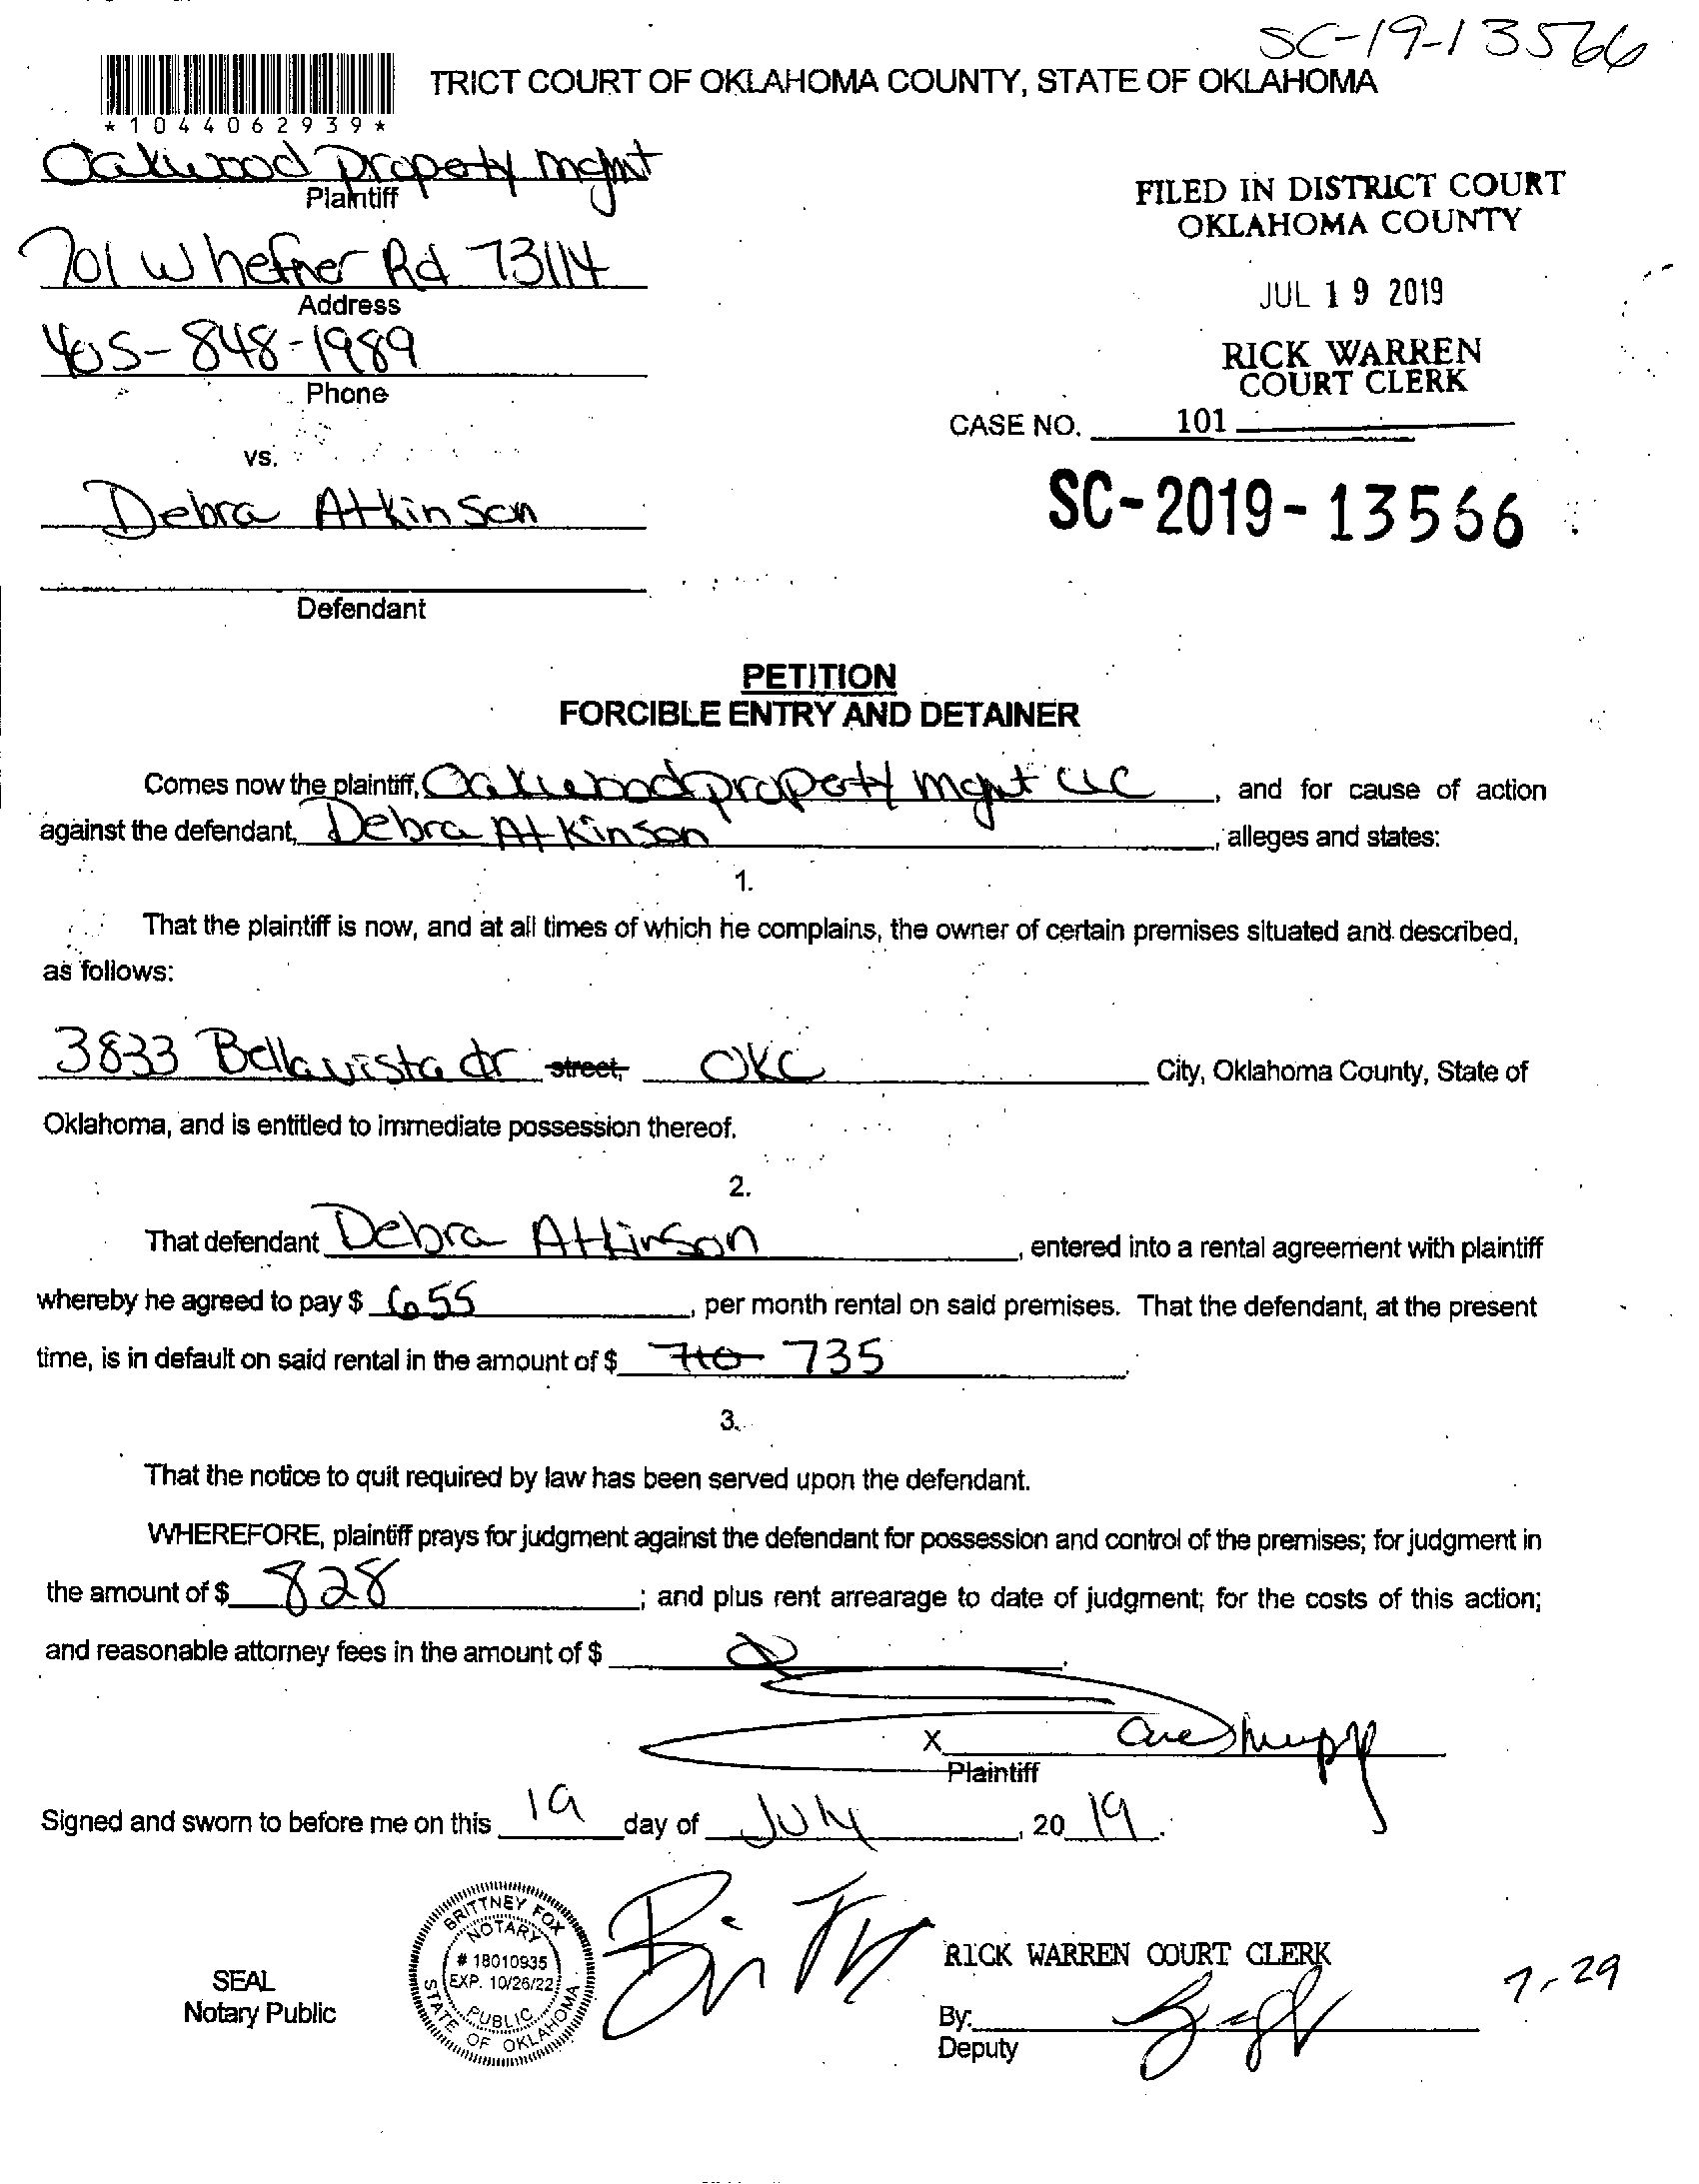 SC-19-13566
TRICT COURT OF OKLAHOMA COUNTY, STATE OF OKLAHOMA
*1044062939*
Oakwood Property mgmt
Plaintiff
FILED IN DISTRICT COURT
OKLAHOMA COUNTY
701 W hefner Rd 73114
Address
JUL 19 2019
405-848-1989
Phone
RICK WARREN
COURT CLERK
CASE NO. 101
vs.
Debra Atkinson
SC-2019-13566
Defendant
PETITION
FORCIBLE ENTRY AND DETAINER
Comes now the plaintiff, Oakwood property mgmt LLC, and for cause of action
against the defendant, Debra Atkinson, alleges and states:
1.
That the plaintiff is now, and at all times of which he complains, the owner of certain premises situated and described,
as follows:
3833 Bellavista dr street, OKC City, Oklahoma County, State of
Oklahoma, and is entitled to immediate possession thereof.
2.
That defendant Debra Atkinson, entered into a rental agreement with plaintiff
whereby he agreed to pay $ 655, per month rental on said premises. That the defendant, at the present
time, is in default on said rental in the amount of $ 735.
3.
That the notice to quit required by law has been served upon the defendant.
WHEREFORE, plaintiff prays for judgment against the defendant for possession and control of the premises; for judgment in
the amount of $ 828; and plus rent arrearage to date of judgment; for the costs of this action;
and reasonable attorney fees in the amount of $
X
Plaintiff
Signed and sworn to before me on this 19 day of July, 20 19.
BRITTNEY FOX
NOTARY
# 18010935
EXP. 10/26/22
PUBLIC
STATE OF OKLAHOMA
SEAL
Notary Public
RICK WARREN COURT CLERK
7-29
By:
Deputy